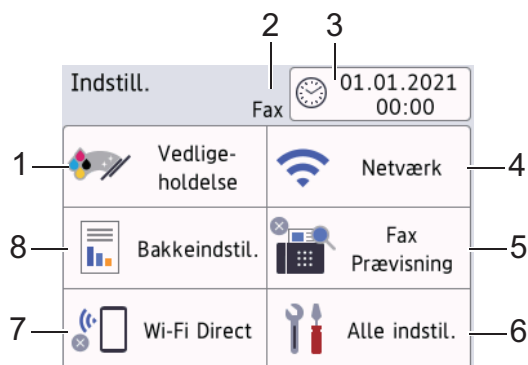 2 3
Indstill.
Fax
01.01.2021
00:00
1
Vedlige-
holdelse
Netværk
4
8
Bakkeindstil.
Fax
Prævisning
5
7
Wi-Fi Direct
Alle indstil.
6